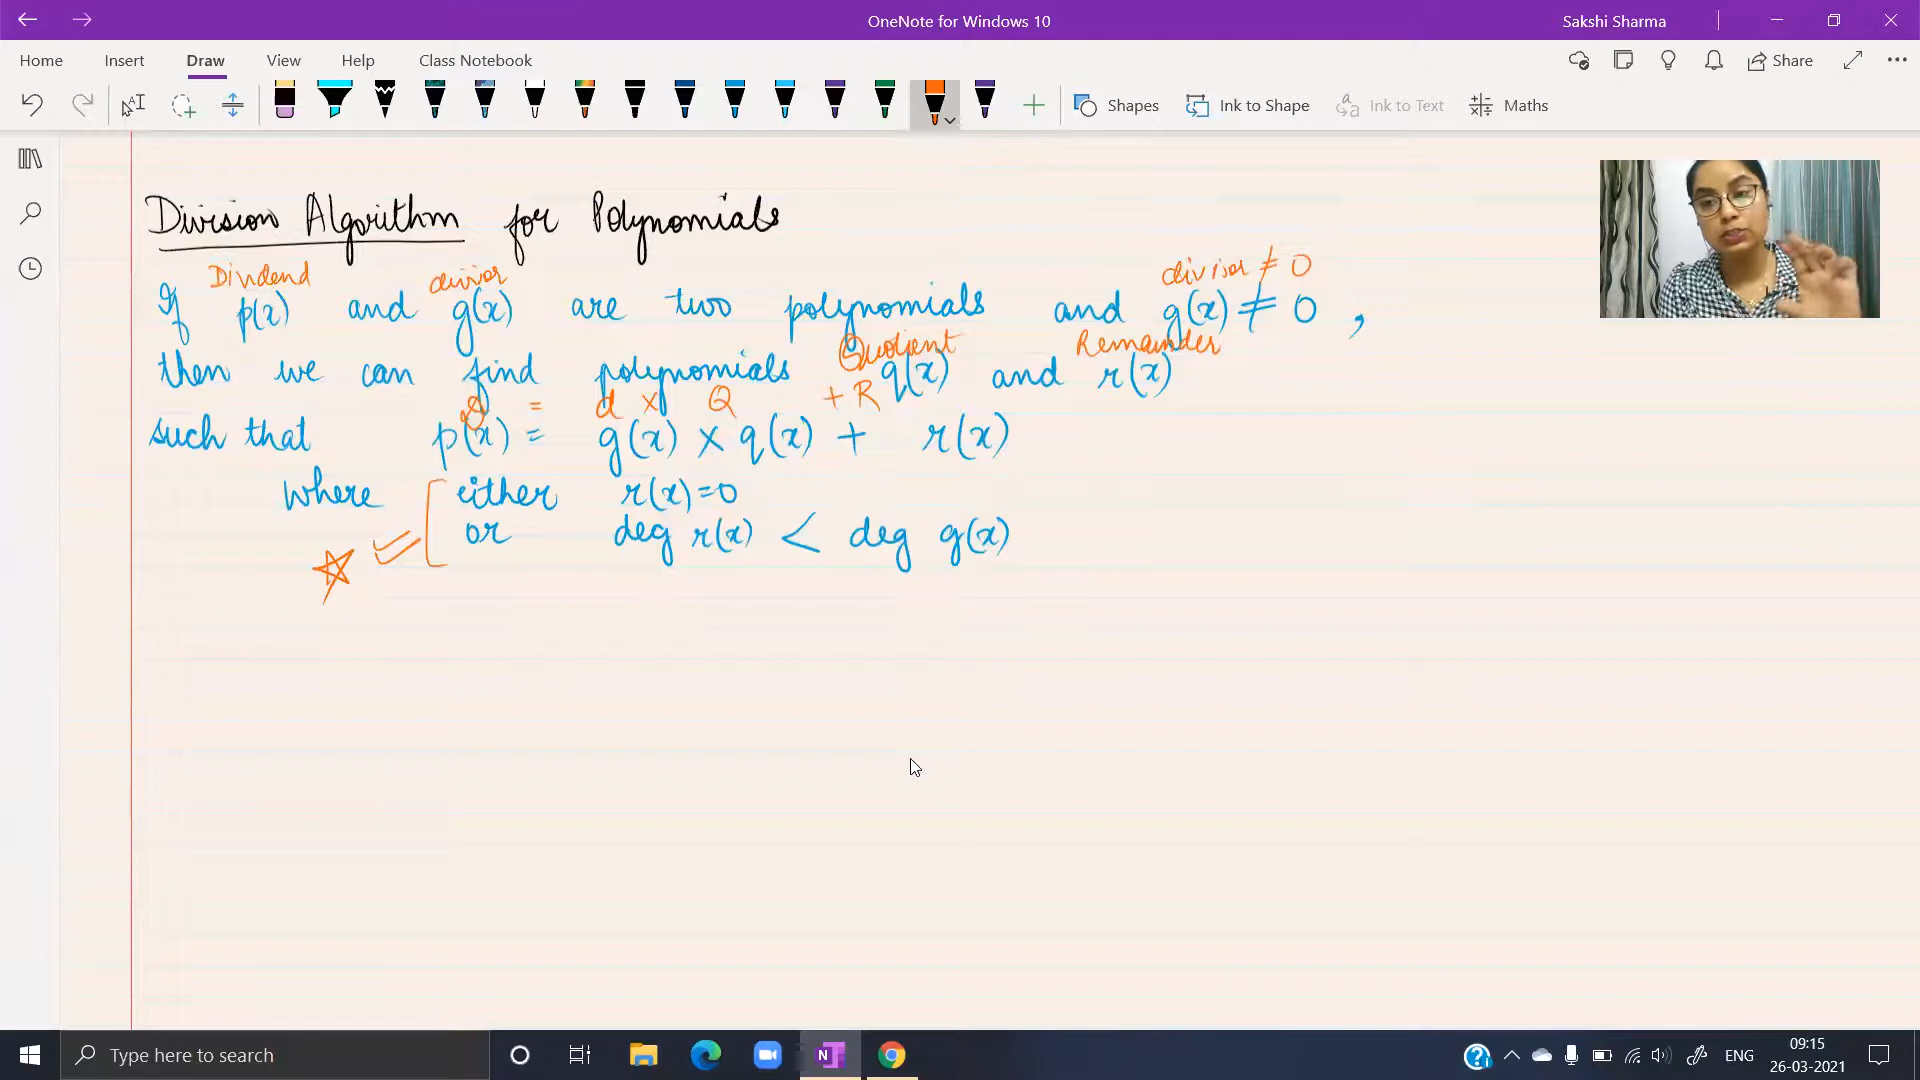 OneNote for Windows 10
Sakshi Sharma
Home Insert Draw View Help Class Notebook
Share
Shapes Ink to Shape Ink to Text Maths
Division Algorithm for Polynomials
Dividend divisor divisor ≠ 0
If p(x) and g(x) are two polynomials and g(x) ≠ 0 ,
Quotient Remainder
then we can find polynomials q(x) and r(x)
D = d × Q + R
such that p(x) = g(x) × q(x) + r(x)
where either r(x)=0
or deg r(x) < deg g(x)
Type here to search
ENG
09:15
26-03-2021